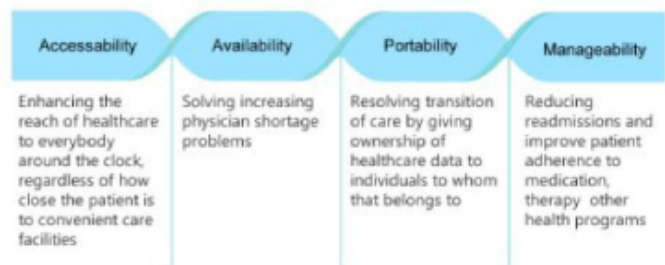 Accessability
Availability
Portability
Manageability
Enhancing the
reach of healthcare
to everybody
around the clock,
regardless of how
close the patient is
to convenient care
facilities
Solving increasing
physician shortage
problems
Resolving transition
of care by giving
ownership of
healthcare data to
individuals to whom
that belongs to
Reducing
readmissions and
improve patient
adherence to
medication,
therapy other
health programs